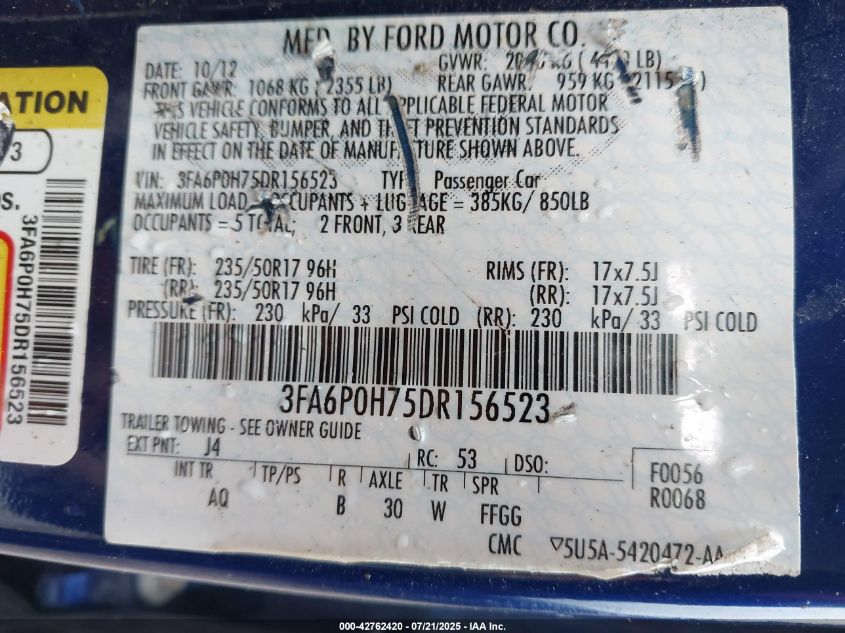 MFD. BY FORD MOTOR CO.
DATE: 10/12
GVWR:
FRONT GAWR: 1068 KG ( 2355 LB)
REAR GAWR: 959 KG
THIS VEHICLE CONFORMS TO ALL APPLICABLE FEDERAL MOTOR
VEHICLE SAFETY, BUMPER, AND THEFT PREVENTION STANDARDS
IN EFFECT ON THE DATE OF MANUFACTURE SHOWN ABOVE.
VIN: 3FA6P0H75DR156523 TYPE Passenger Car
MAXIMUM LOAD OCCUPANTS + LUGGAGE = 385KG/ 850LB
OCCUPANTS = 5 TOTAL; 2 FRONT, 3 REAR
TIRE (FR): 235/50R17 96H RIMS (FR): 17x7.5J
(RR): 235/50R17 96H (RR): 17x7.5J
PRESSURE (FR): 230 kPa/ 33 PSI COLD (RR): 230 kPa/ 33 PSI COLD
3FA6P0H75DR156523
TRAILER TOWING - SEE OWNER GUIDE
EXT PNT: J4 RC: 53 DSO:
INT TR TP/PS R AXLE TR SPR
AQ B 30 W FFGG
F0056
R0068
CMC ▽5U5A-5420472-AA
ATION
3
S.
3FA6P0H75DR156523
000-42762420 - 07/21/2025 - IAA Inc.